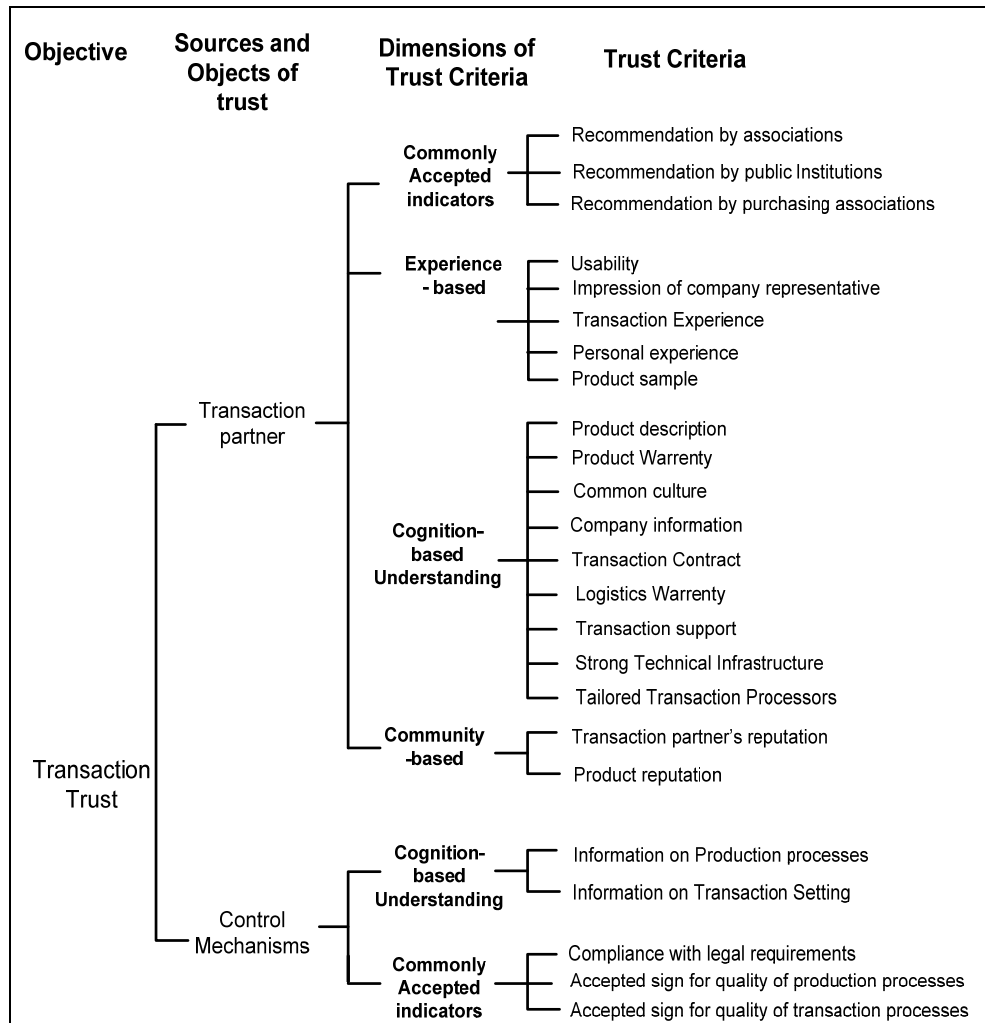 Objective
Sources and
Objects of
trust
Dimensions of
Trust Criteria
Trust Criteria
Commonly
Accepted
indicators
Recommendation by associations
Recommendation by public Institutions
Recommendation by purchasing associations
Experience
- based
Usability
Impression of company representative
Transaction Experience
Personal experience
Product sample
Transaction
partner
Cognition-
based
Understanding
Product description
Product Warrenty
Common culture
Company information
Transaction Contract
Logistics Warrenty
Transaction support
Strong Technical Infrastructure
Tailored Transaction Processors
Community
-based
Transaction partner's reputation
Product reputation
Transaction
Trust
Control
Mechanisms
Cognition-
based
Understanding
Information on Production processes
Information on Transaction Setting
Commonly
Accepted
indicators
Compliance with legal requirements
Accepted sign for quality of production processes
Accepted sign for quality of transaction processes